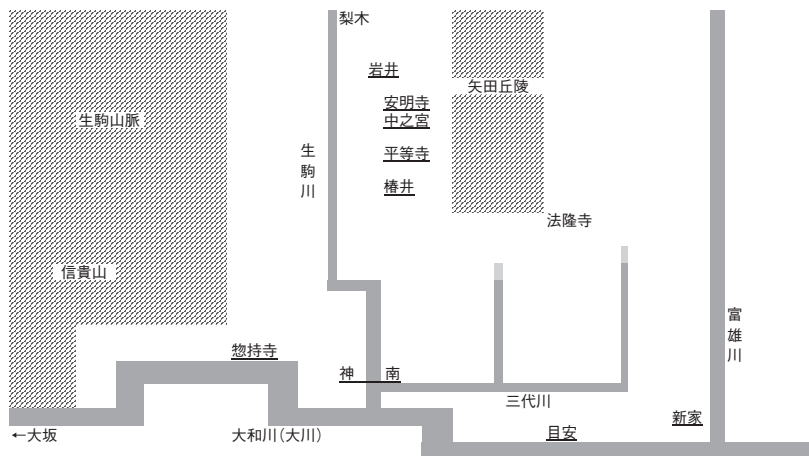 梨木
岩井
矢田丘陵
安明寺
中之宮
生駒山脈
平等寺
生駒川
椿井
法隆寺
信貴山
富雄川
惣持寺
神南
三代川
新家
←大坂
大和川(大川)
目安